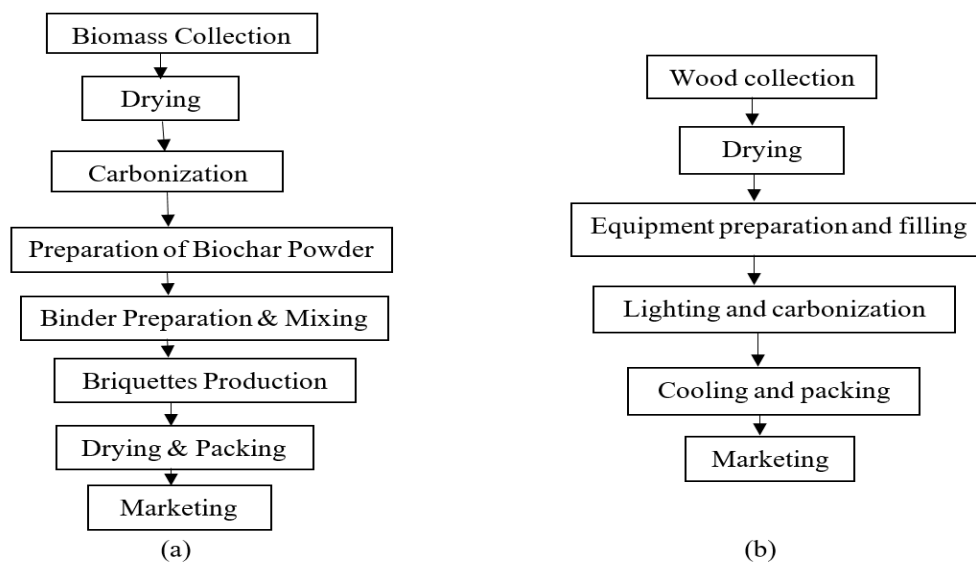 Biomass Collection
Drying
Carbonization
Preparation of Biochar Powder
Binder Preparation & Mixing
Briquettes Production
Drying & Packing
Marketing
(a)
Wood collection
Drying
Equipment preparation and filling
Lighting and carbonization
Cooling and packing
Marketing
(b)